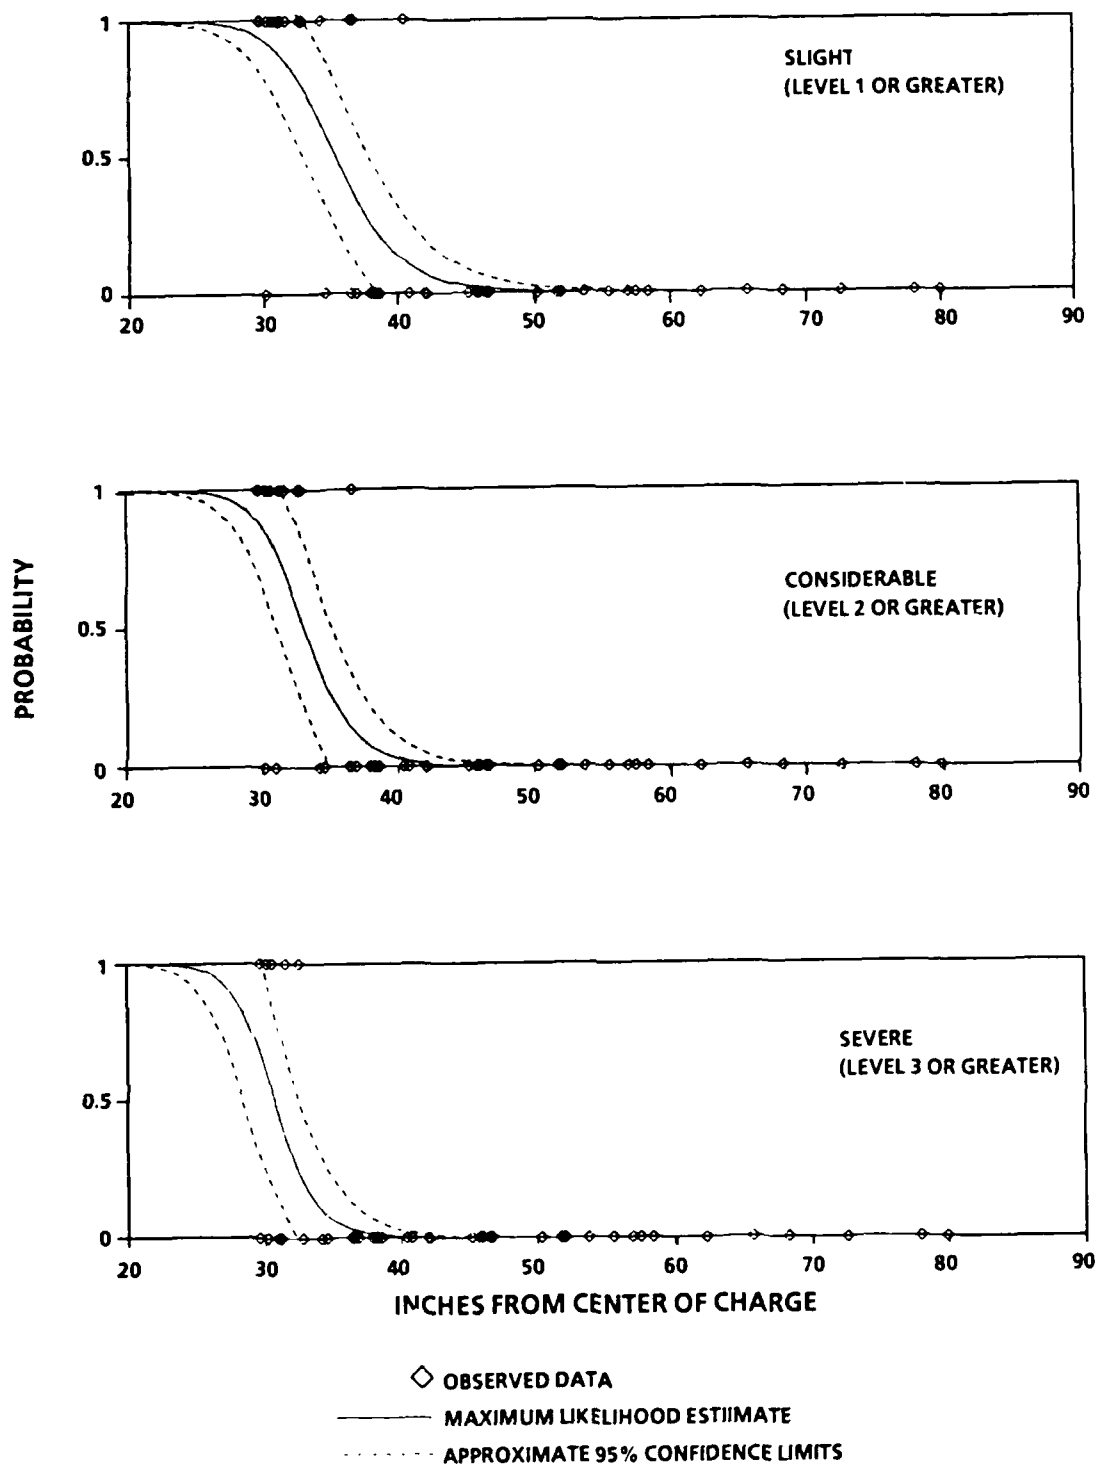 1
SLIGHT
(LEVEL 1 OR GREATER)
0.5
0
20 30 40 50 60 70 80 90
1
CONSIDERABLE
(LEVEL 2 OR GREATER)
0.5
0
20 30 40 50 60 70 80 90
PROBABILITY
1
SEVERE
(LEVEL 3 OR GREATER)
0.5
0
20 30 40 50 60 70 80 90
INCHES FROM CENTER OF CHARGE
OBSERVED DATA
MAXIMUM LIKELIHOOD ESTIIMATE
APPROXIMATE 95% CONFIDENCE LIMITS